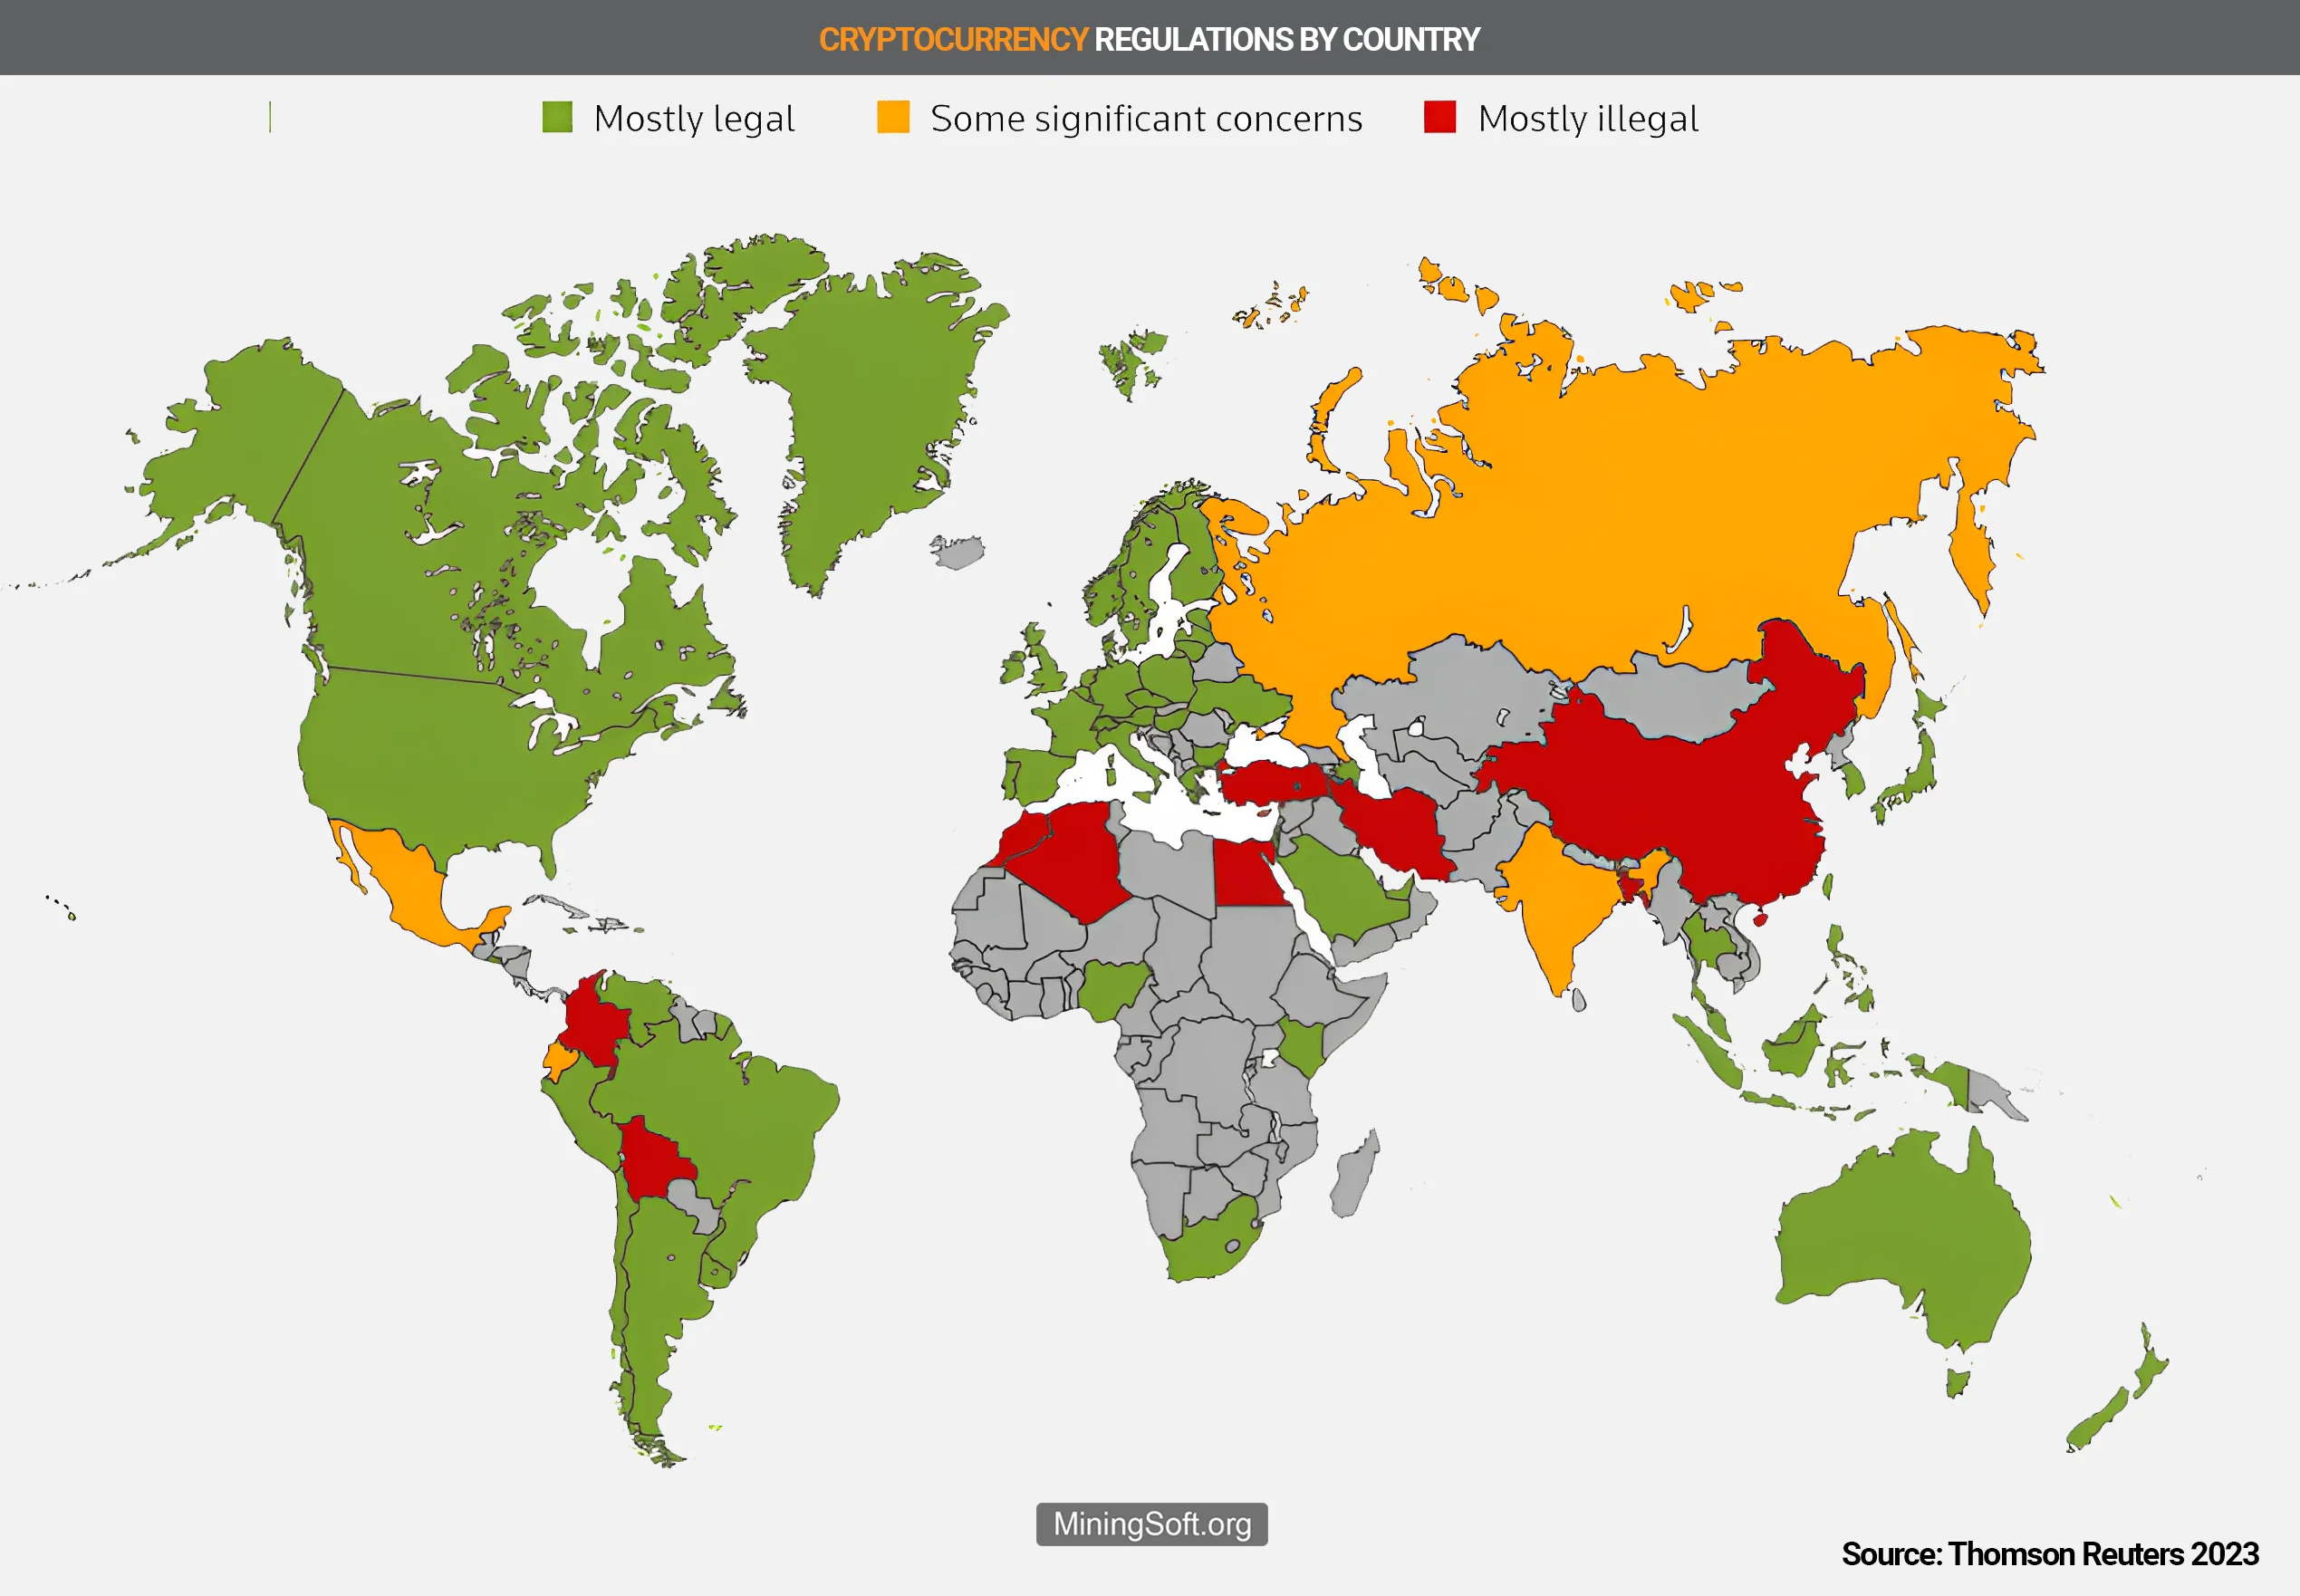 CRYPTOCURRENCY REGULATIONS BY COUNTRY
Mostly legal
Some significant concerns
Mostly illegal
MiningSoft.org
Source: Thomson Reuters 2023